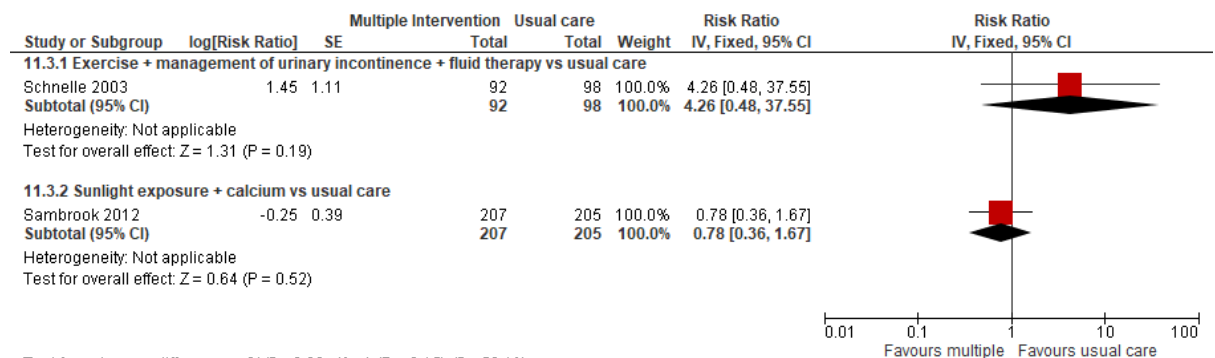 Multiple Intervention Usual care Risk Ratio Risk Ratio
Study or Subgroup log[Risk Ratio] SE Total Total Weight IV, Fixed, 95% CI IV, Fixed, 95% CI
11.3.1 Exercise + management of urinary incontinence + fluid therapy vs usual care
Schnelle 2003 1.45 1.11 92 98 100.0% 4.26 [0.48, 37.55]
Subtotal (95% CI) 92 98 100.0% 4.26 [0.48, 37.55]
Heterogeneity: Not applicable
Test for overall effect: Z = 1.31 (P = 0.19)
11.3.2 Sunlight exposure + calcium vs usual care
Sambrook 2012 -0.25 0.39 207 205 100.0% 0.78 [0.36, 1.67]
Subtotal (95% CI) 207 205 100.0% 0.78 [0.36, 1.67]
Heterogeneity: Not applicable
Test for overall effect: Z = 0.64 (P = 0.52)
0.01 0.1 1 10 100
Favours multiple Favours usual care